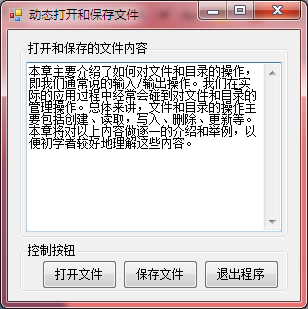 动态打开和保存文件
打开和保存的文件内容
本章主要介绍了如何对文件和目录的操作，
即我们通常说的输入/输出操作。我们在实
际的应用过程中经常会碰到对文件和目录的
管理操作。总体来讲，文件和目录的操作主
要包括创建、读取，写入、删除、更新等。
本章将对以上内容做逐一的介绍和举例，以
便初学者较好地理解这些内容。
控制按钮
打开文件 保存文件 退出程序